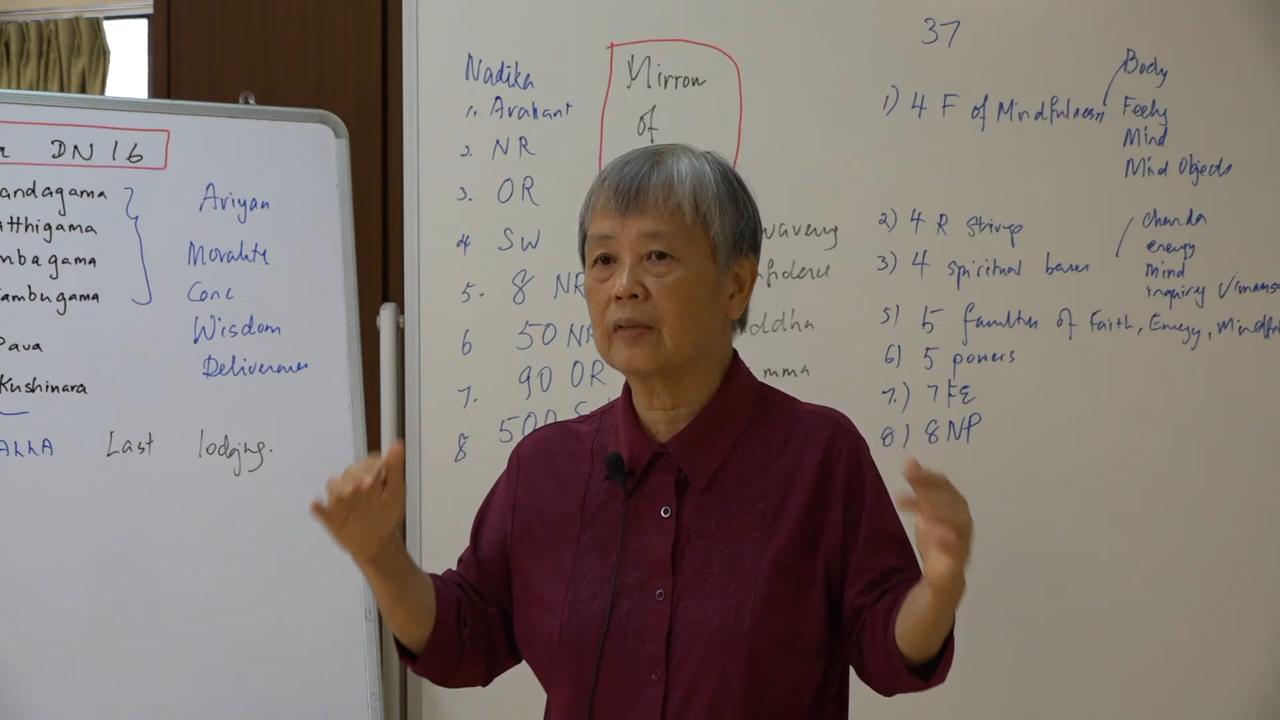 DN 16
andagama
atthigama
mbagama
ambugama
Pava
Kushinara
ALLA Last lodging.
Ariyan
Morality
Conc
Wisdom
Deliverance
Nadika
1. Arahant
2. NR
3. OR
4 SW
5. 8 NR
6 50 NR
7. 90 OR
8 500 S
Mirror
of
wavering
nfidence
ddha
mma
37
1) 4 F of Mindfulness
Body
Feelg
Mind
Mind Objects
2) 4 R Strivgs
3) 4 spiritual bases
chanda
energy
mind
inquiry Vimamsa
5) 5 faculties of Faith, Energy, Mindful
6) 5 powers
7.) 7 FE
8) 8 NP